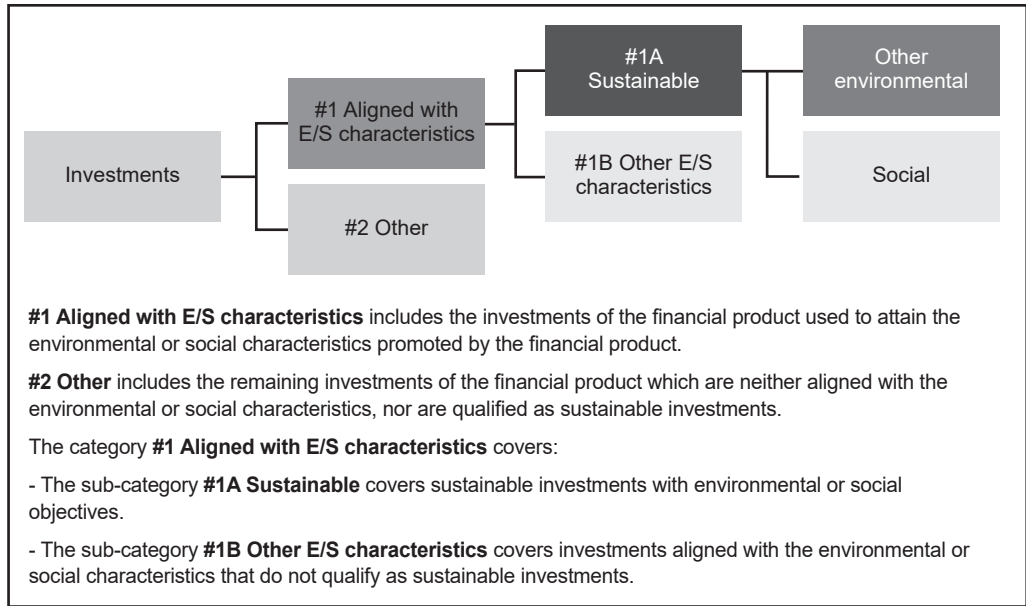 #1A
Sustainable
Other
environmental
#1 Aligned with
E/S characteristics
Investments
#1B Other E/S
characteristics
Social
#2 Other
#1 Aligned with E/S characteristics includes the investments of the financial product used to attain the
environmental or social characteristics promoted by the financial product.
#2 Other includes the remaining investments of the financial product which are neither aligned with the
environmental or social characteristics, nor are qualified as sustainable investments.
The category #1 Aligned with E/S characteristics covers:
- The sub-category #1A Sustainable covers sustainable investments with environmental or social
objectives.
- The sub-category #1B Other E/S characteristics covers investments aligned with the environmental or
social characteristics that do not qualify as sustainable investments.